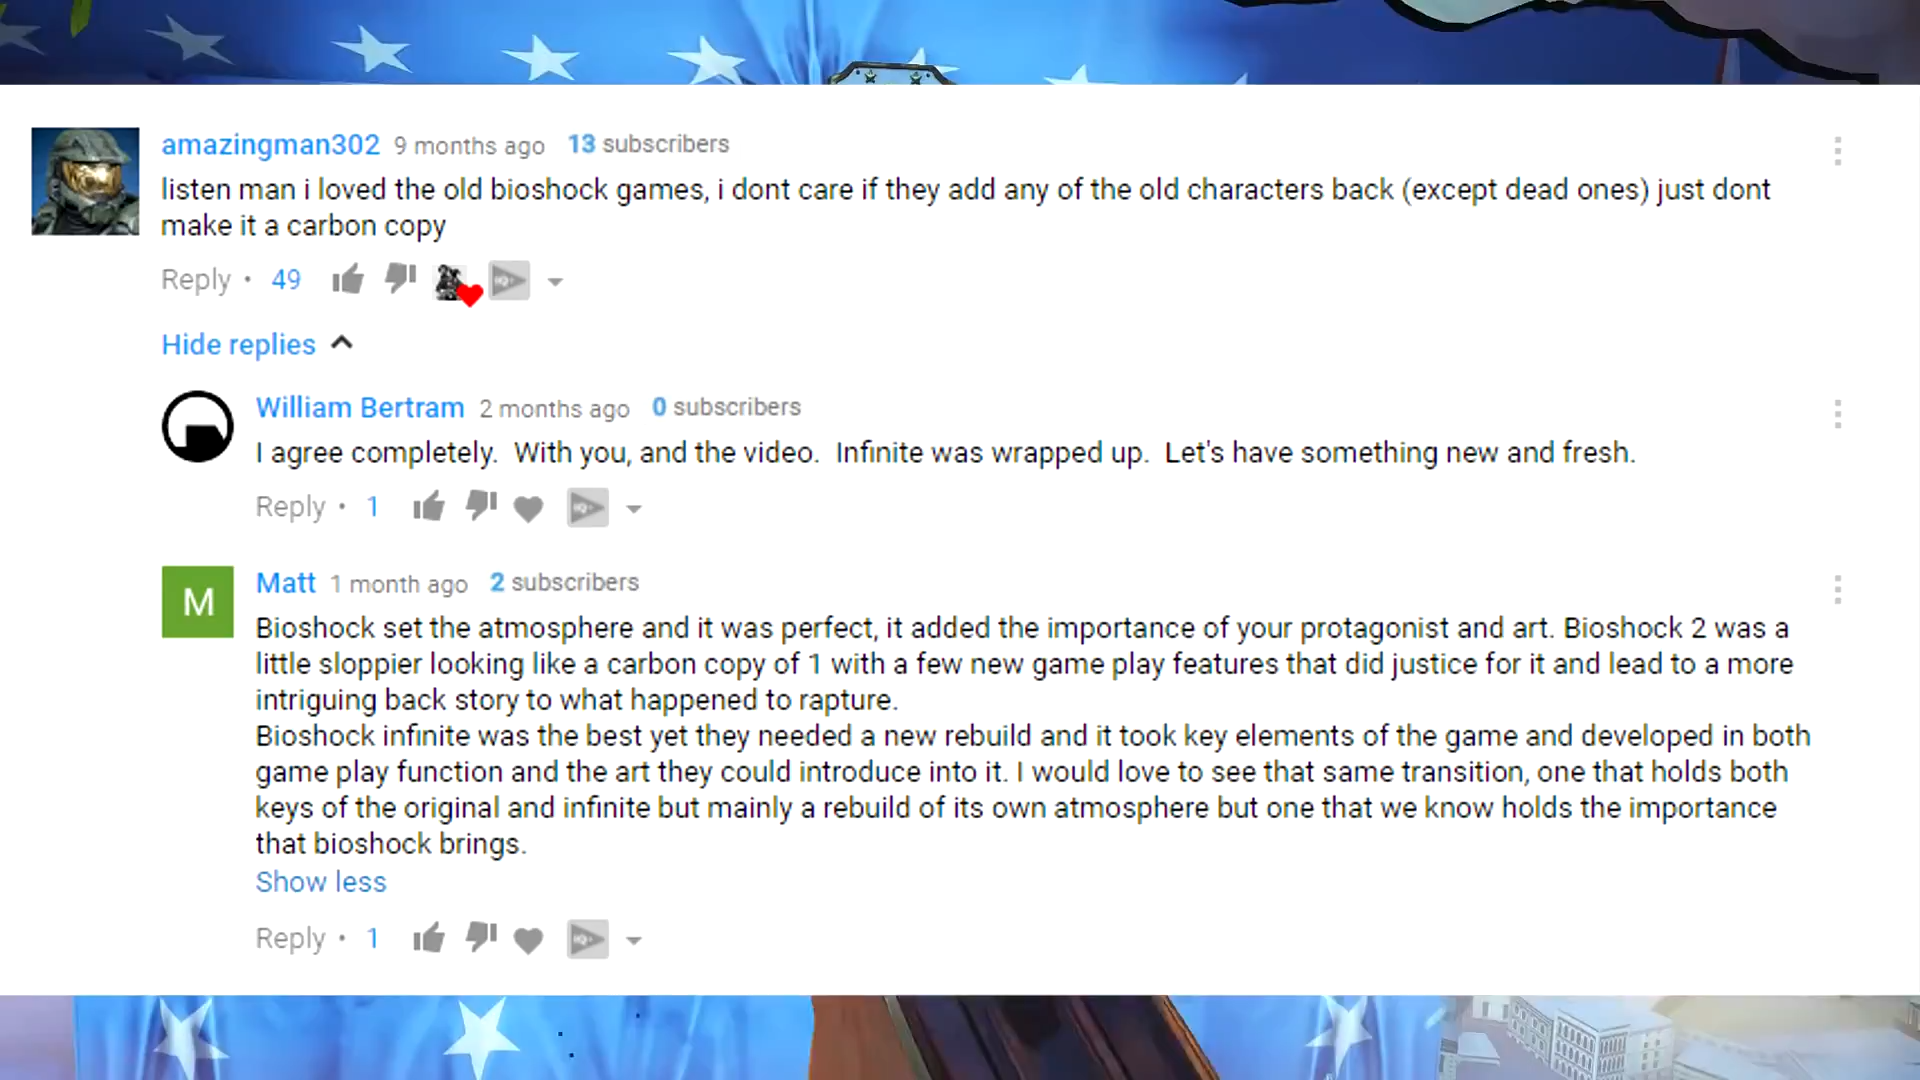 amazingman302 9 months ago 13 subscribers
listen man i loved the old bioshock games, i dont care if they add any of the old characters back (except dead ones) just dont
make it a carbon copy
Reply • 49
Hide replies
William Bertram 2 months ago 0 subscribers
I agree completely.  With you, and the video.  Infinite was wrapped up.  Let's have something new and fresh.
Reply • 1
M
Matt 1 month ago 2 subscribers
Bioshock set the atmosphere and it was perfect, it added the importance of your protagonist and art. Bioshock 2 was a
little sloppier looking like a carbon copy of 1 with a few new game play features that did justice for it and lead to a more
intriguing back story to what happened to rapture.
Bioshock infinite was the best yet they needed a new rebuild and it took key elements of the game and developed in both
game play function and the art they could introduce into it. I would love to see that same transition, one that holds both
keys of the original and infinite but mainly a rebuild of its own atmosphere but one that we know holds the importance
that bioshock brings.
Show less
Reply • 1